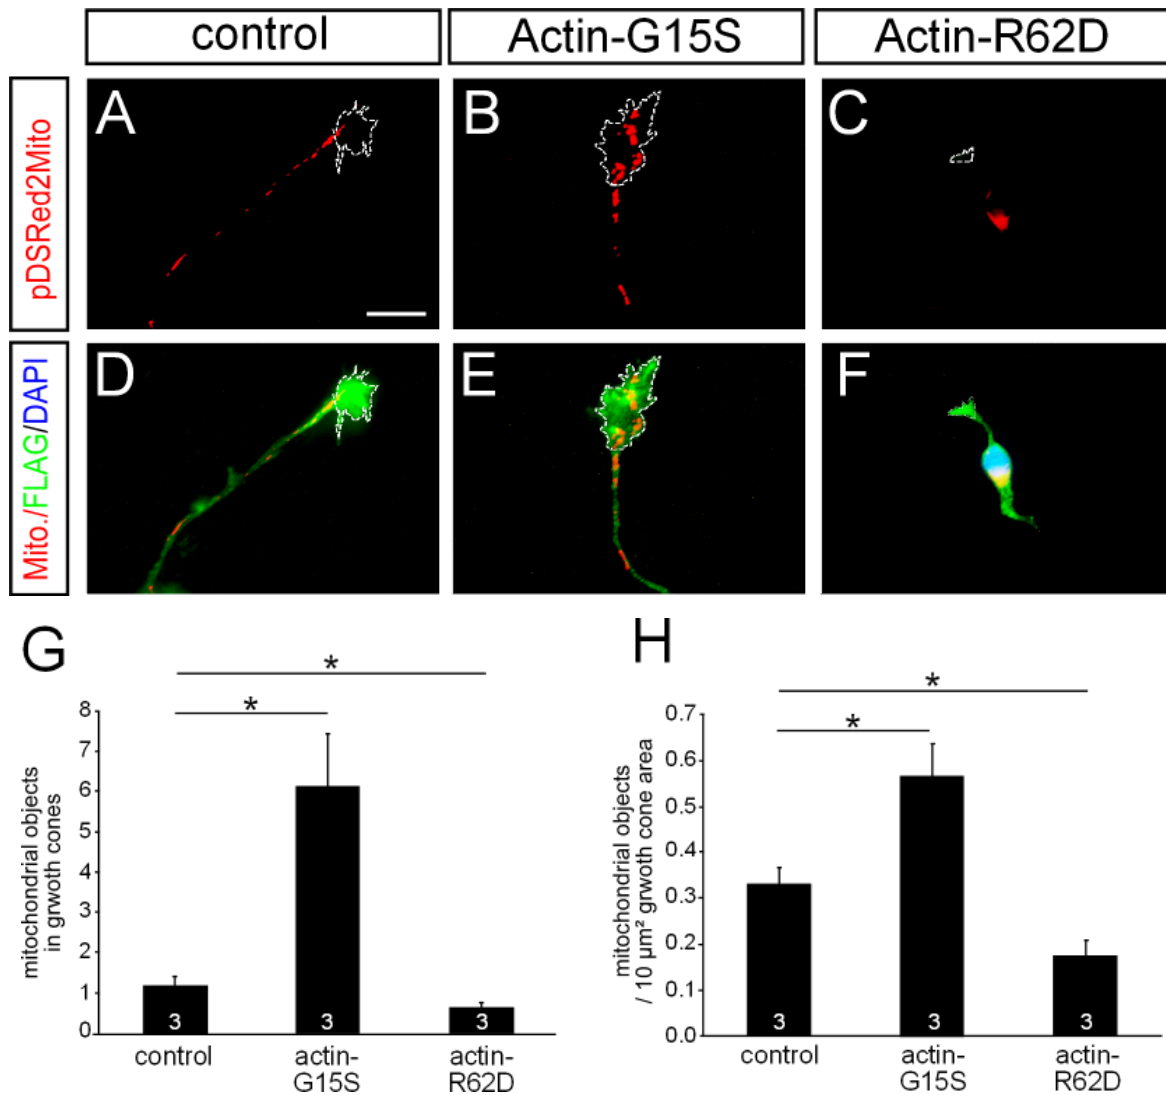 control
Actin-G15S
Actin-R62D
pDSRed2Mito
A
B
C
Mito./FLAG/DAPI
D
E
F
G
*
*
mitochondrial objects
in grwoth cones
8
7
6
5
4
3
2
1
0
3
3
3
control
actin-
G15S
actin-
R62D
H
*
*
mitochondrial objects
/ 10 µm² grwoth cone area
0.7
0.6
0.5
0.4
0.3
0.2
0.1
0.0
3
3
3
control
actin-
G15S
actin-
R62D